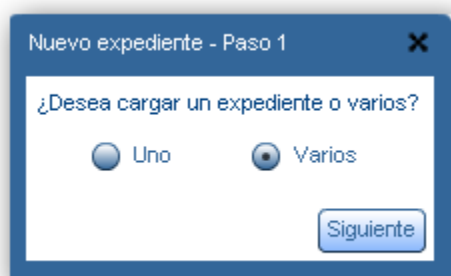 Nuevo expediente - Paso 1
¿Desea cargar un expediente o varios?
Uno Varios
Siguiente